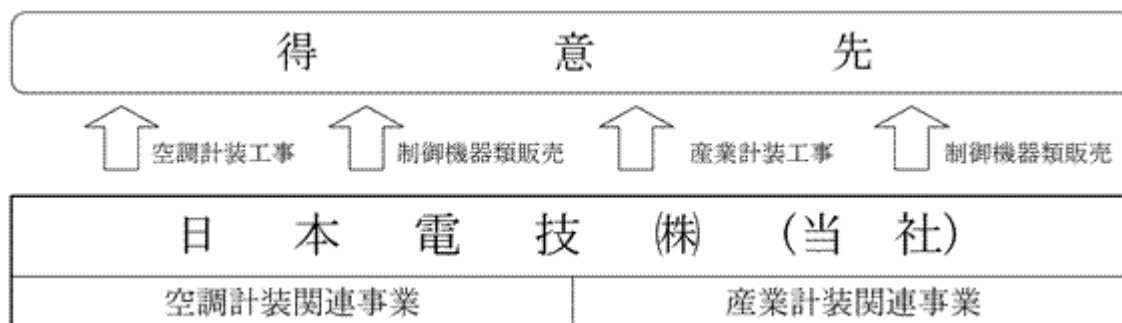 得意先
空調計装工事 制御機器類販売 産業計装工事 制御機器類販売
日本電技㈱(当社)
空調計装関連事業 産業計装関連事業